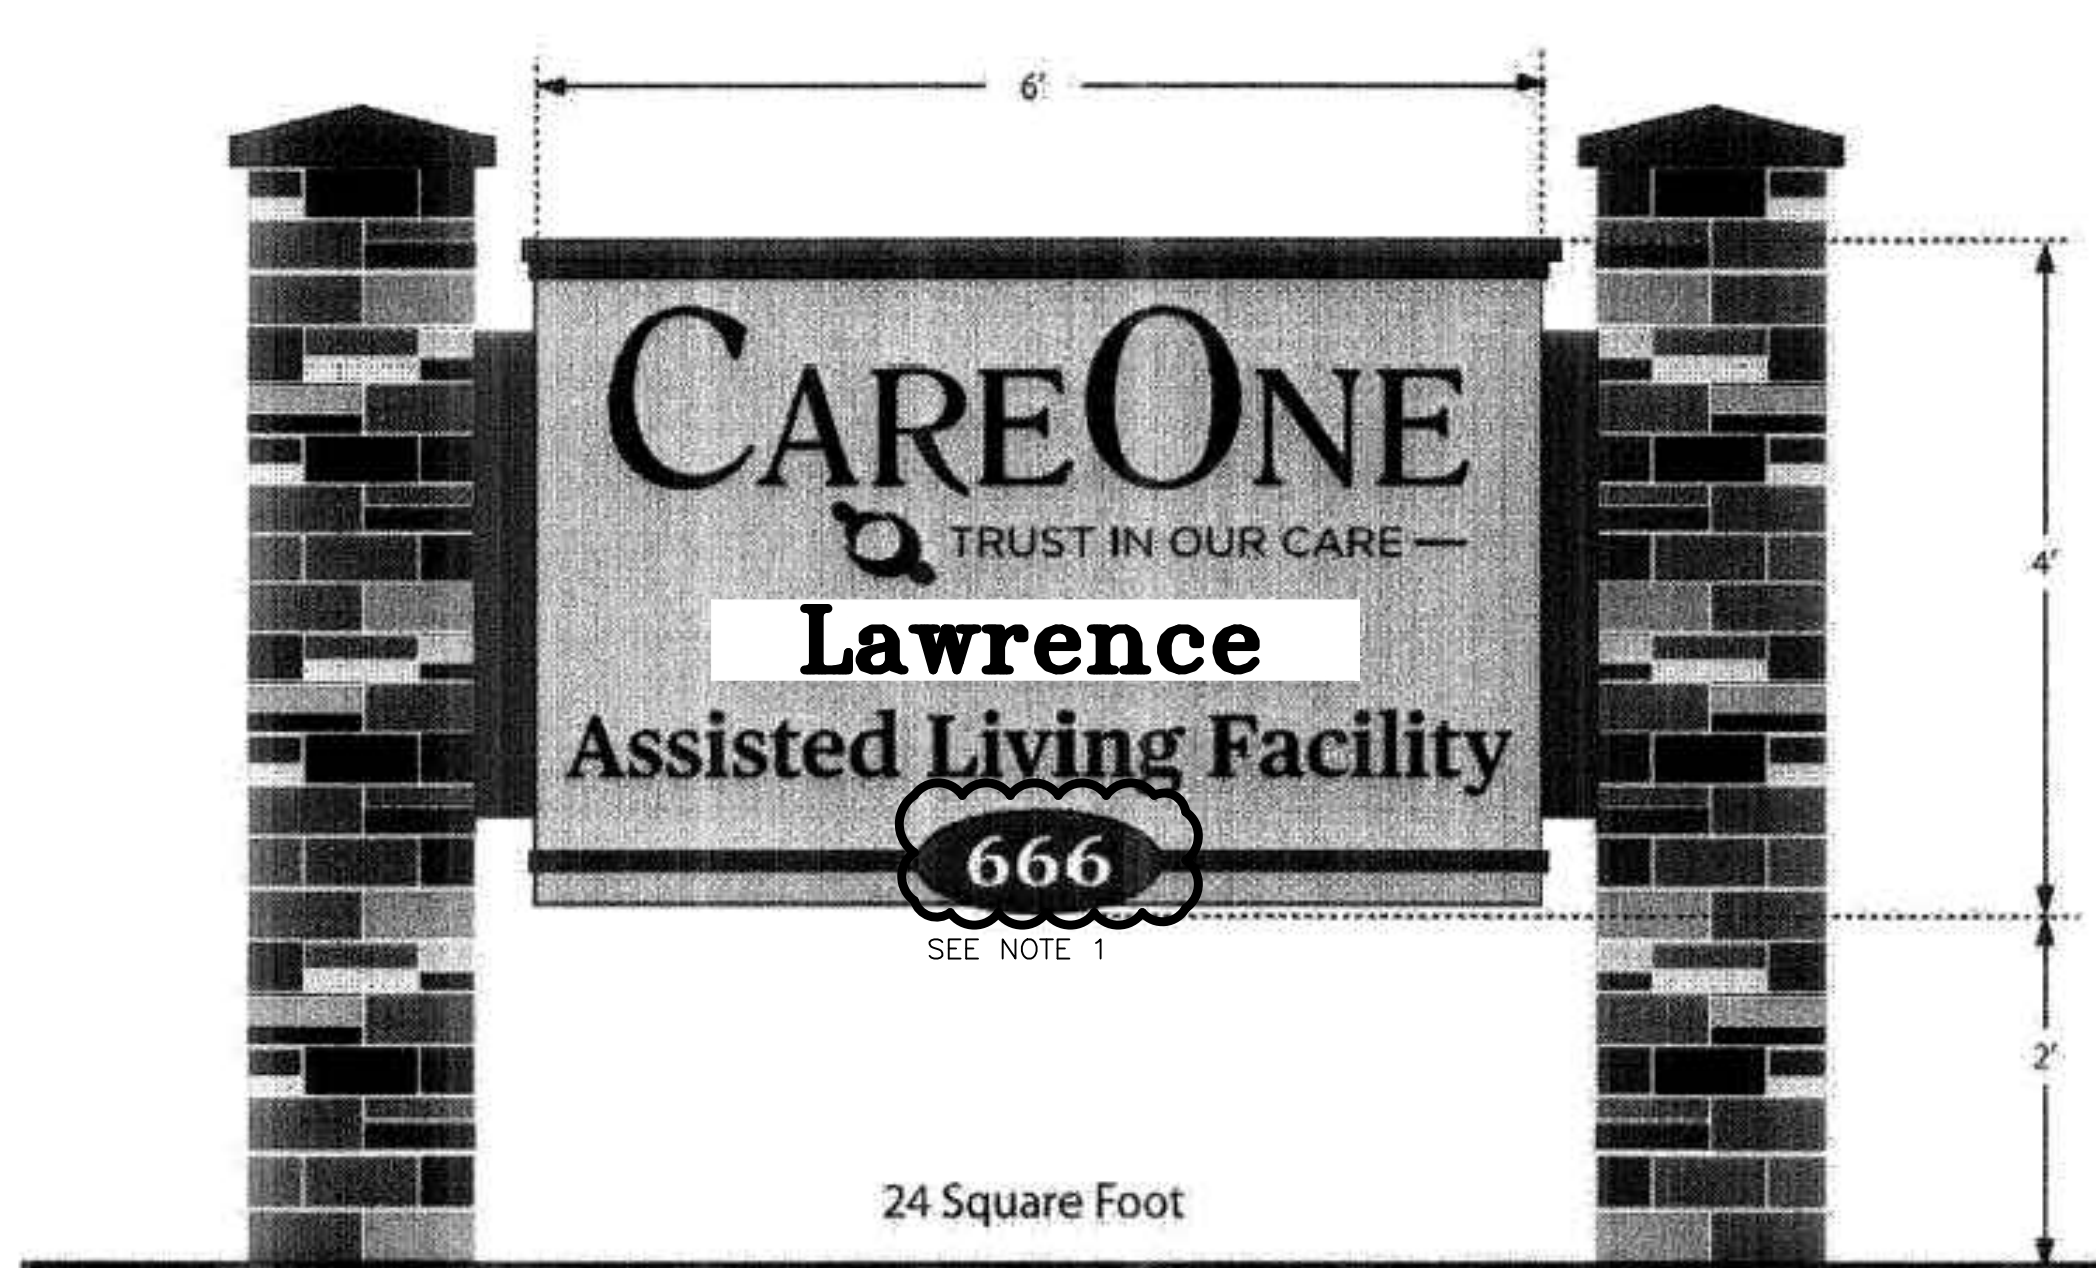 6'
CAREONE
TRUST IN OUR CARE
Lawrence
Assisted Living Facility
666
SEE NOTE 1
4'
2'
24 Square Foot